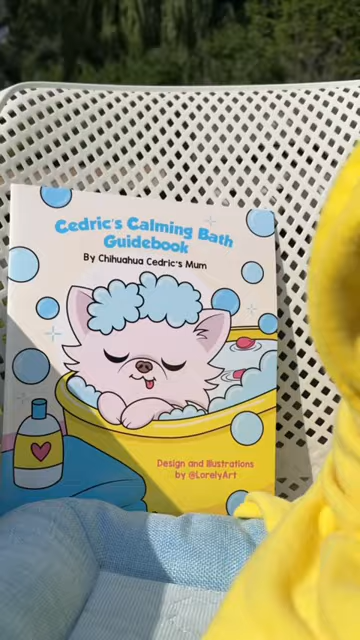 Cedric's Calming Bath
Guidebook
By Chihuahua Cedric's Mum
Design and Illustrations
by @LorelyArt